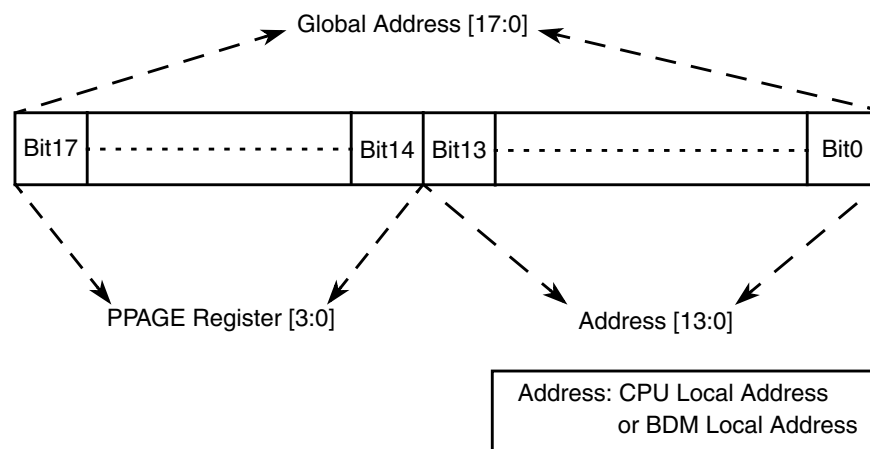 Global Address [17:0]
Bit17 Bit14 Bit13 Bit0
PPAGE Register [3:0]
Address [13:0]
Address: CPU Local Address
or BDM Local Address